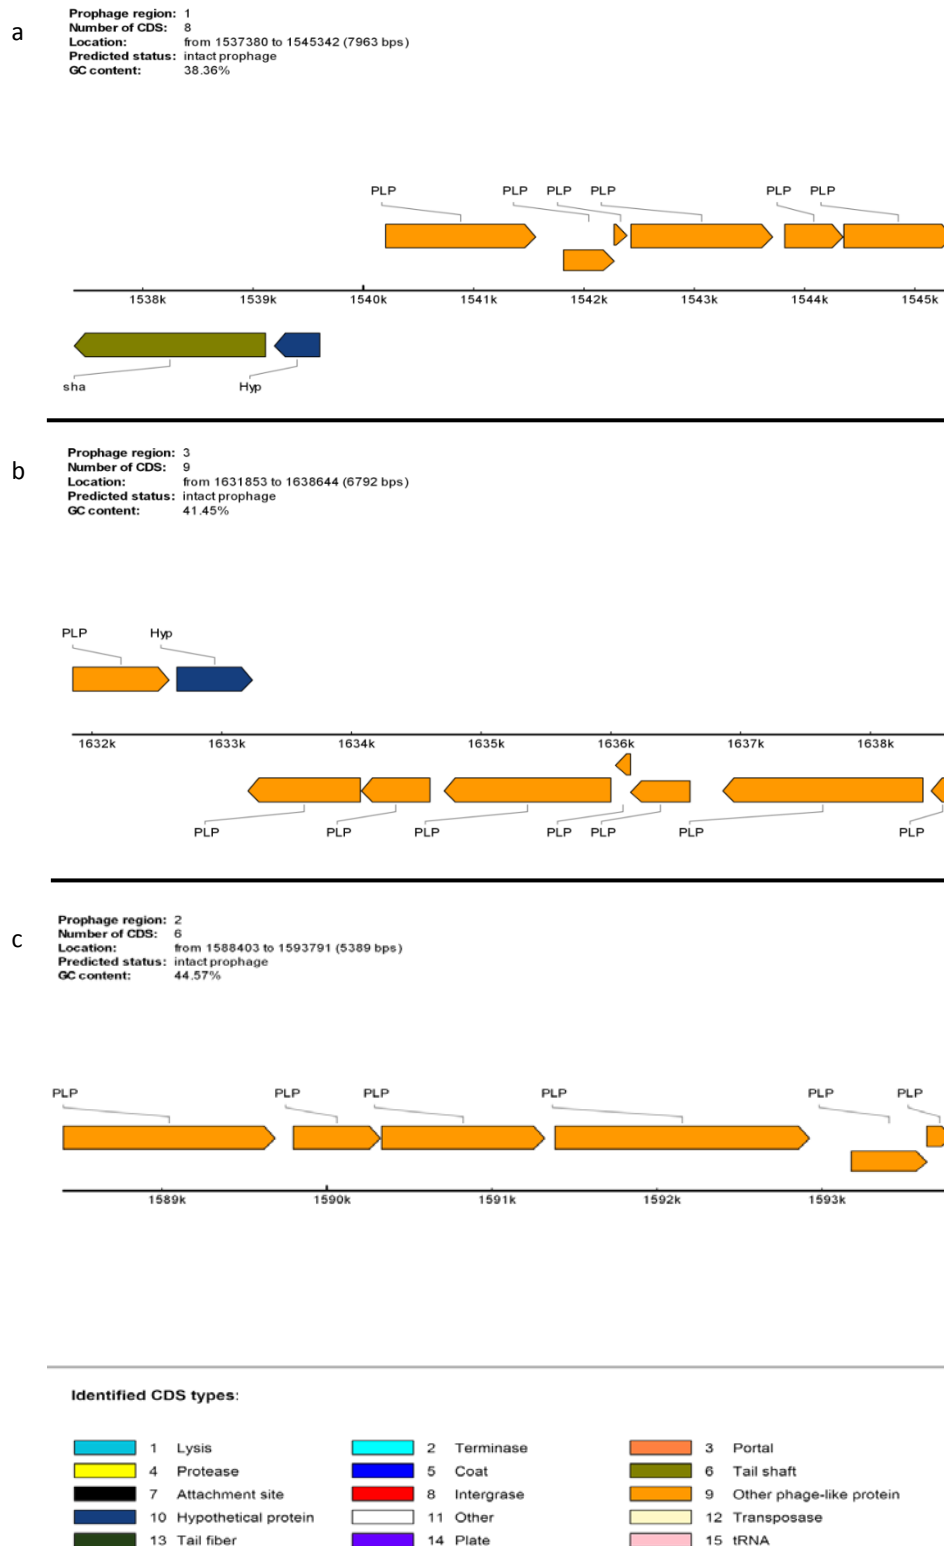 a
Prophage region: 1
Number of CDS: 8
Location: from 1537380 to 1545342 (7963 bps)
Predicted status: intact prophage
GC content: 38.36%
PLP PLP PLP PLP PLP PLP
1538k 1539k 1540k 1541k 1542k 1543k 1544k 1545k
sha Hyp
b
Prophage region: 3
Number of CDS: 9
Location: from 1631853 to 1638644 (6792 bps)
Predicted status: intact prophage
GC content: 41.45%
PLP Hyp
1632k 1633k 1634k 1635k 1636k 1637k 1638k
PLP PLP PLP PLP PLP PLP PLP
c
Prophage region: 2
Number of CDS: 6
Location: from 1588403 to 1593791 (5389 bps)
Predicted status: intact prophage
GC content: 44.57%
PLP PLP PLP PLP PLP PLP
1589k 1590k 1591k 1592k 1593k
Identified CDS types:
1 Lysis 2 Terminase 3 Portal
4 Protease 5 Coat 6 Tail shaft
7 Attachment site 8 Intergrase 9 Other phage-like protein
10 Hypothetical protein 11 Other 12 Transposase
13 Tail fiber 14 Plate 15 tRNA